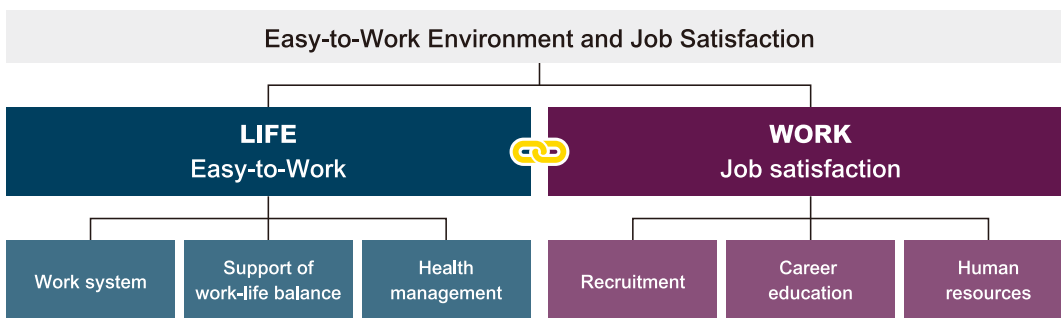 Easy-to-Work Environment and Job Satisfaction
LIFE
Easy-to-Work
WORK
Job satisfaction
Work system
Support of
work-life balance
Health
management
Recruitment
Career
education
Human
resources